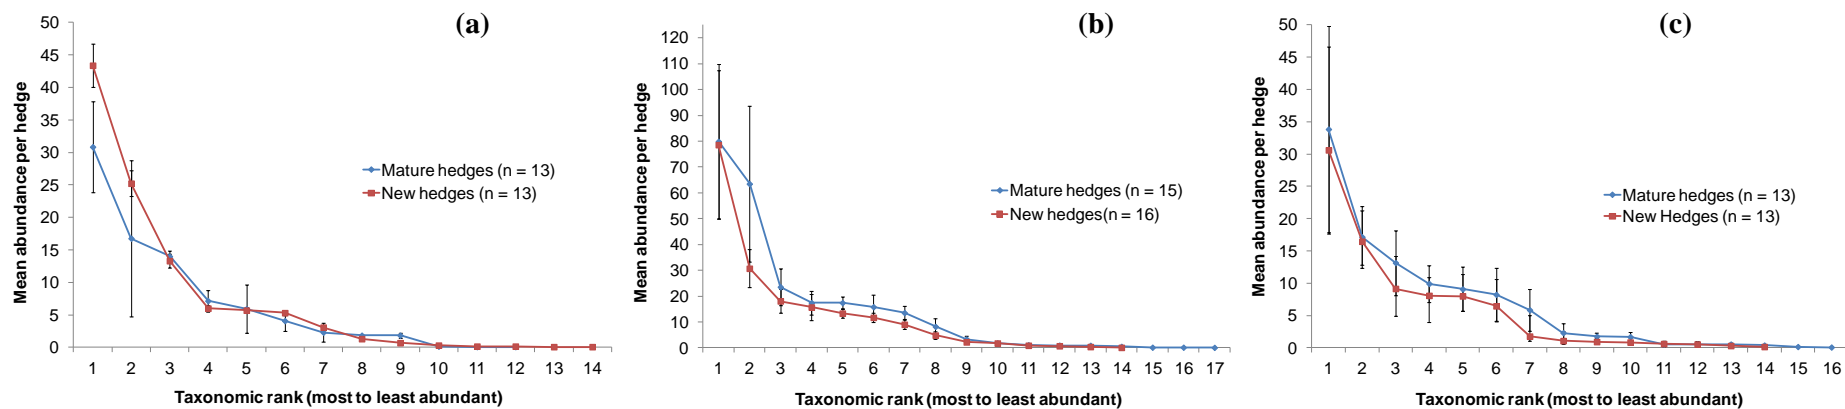 (a)
50
45
40
35
30
25
20
15
10
5
0
Mean abundance per hedge
Mature hedges (n = 13)
New hedges (n = 13)
1 2 3 4 5 6 7 8 9 10 11 12 13 14
Taxonomic rank (most to least abundant)
(b)
120
110
100
90
80
70
60
50
40
30
20
10
0
Mean abundance per hedge
Mature hedges (n = 15)
New hedges(n = 16)
1 2 3 4 5 6 7 8 9 10 11 12 13 14 15 16 17
Taxonomic rank (most to least abundant)
(c)
50
45
40
35
30
25
20
15
10
5
0
Mean abundance per hedge
Mature hedges (n = 13)
New Hedges (n = 13)
1 2 3 4 5 6 7 8 9 10 11 12 13 14 15 16
Taxonomic rank (most to least abundant)